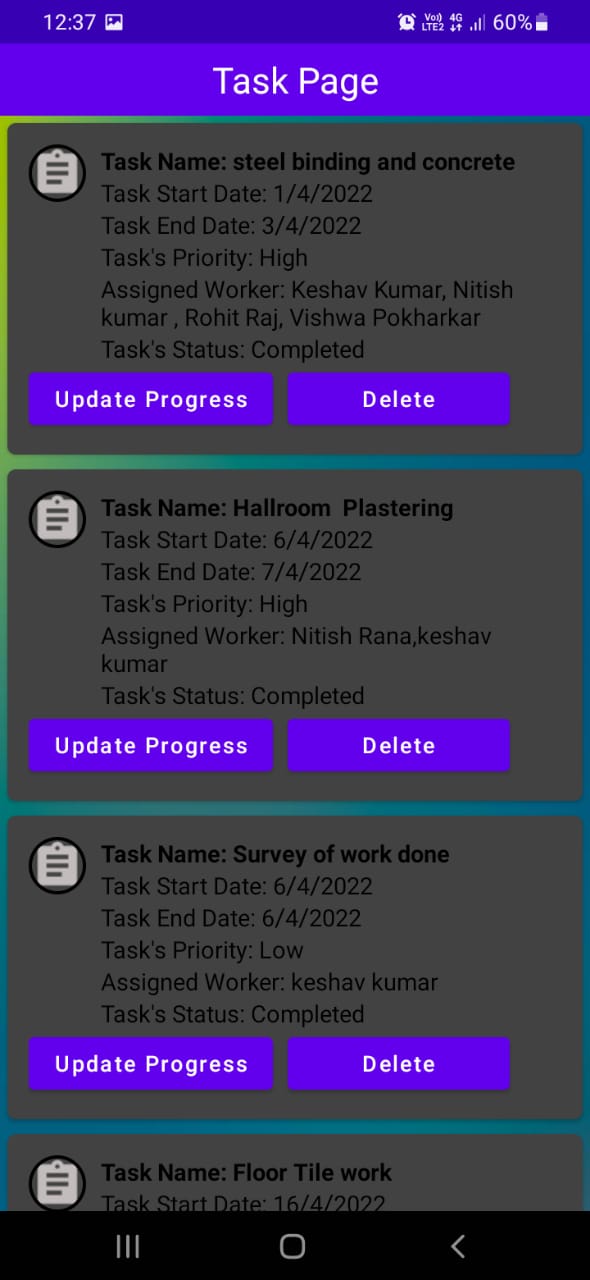 12:37 Vo) 4G LTE2 60%
Task Page
Task Name: steel binding and concrete
Task Start Date: 1/4/2022
Task End Date: 3/4/2022
Task's Priority: High
Assigned Worker: Keshav Kumar, Nitish
kumar , Rohit Raj, Vishwa Pokharkar
Task's Status: Completed
Update Progress Delete
Task Name: Hallroom  Plastering
Task Start Date: 6/4/2022
Task End Date: 7/4/2022
Task's Priority: High
Assigned Worker: Nitish Rana,keshav
kumar
Task's Status: Completed
Update Progress Delete
Task Name: Survey of work done
Task Start Date: 6/4/2022
Task End Date: 6/4/2022
Task's Priority: Low
Assigned Worker: keshav kumar
Task's Status: Completed
Update Progress Delete
Task Name: Floor Tile work
Task Start Date: 16/4/2022